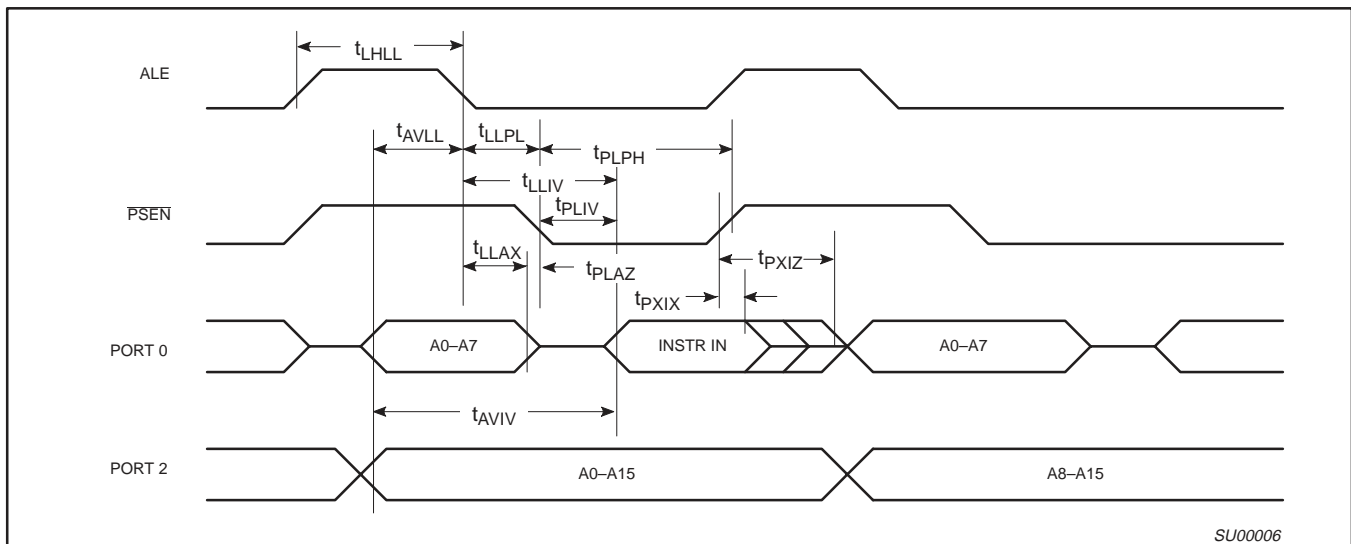 tLHLL
ALE
tAVLL
tLLPL
tPLPH
tLLIV
PSEN
tPLIV
tLLAX
tPLAZ
tPXIZ
tPXIX
PORT 0
A0–A7
INSTR IN
A0–A7
tAVIV
PORT 2
A0–A15
A8–A15
SU00006